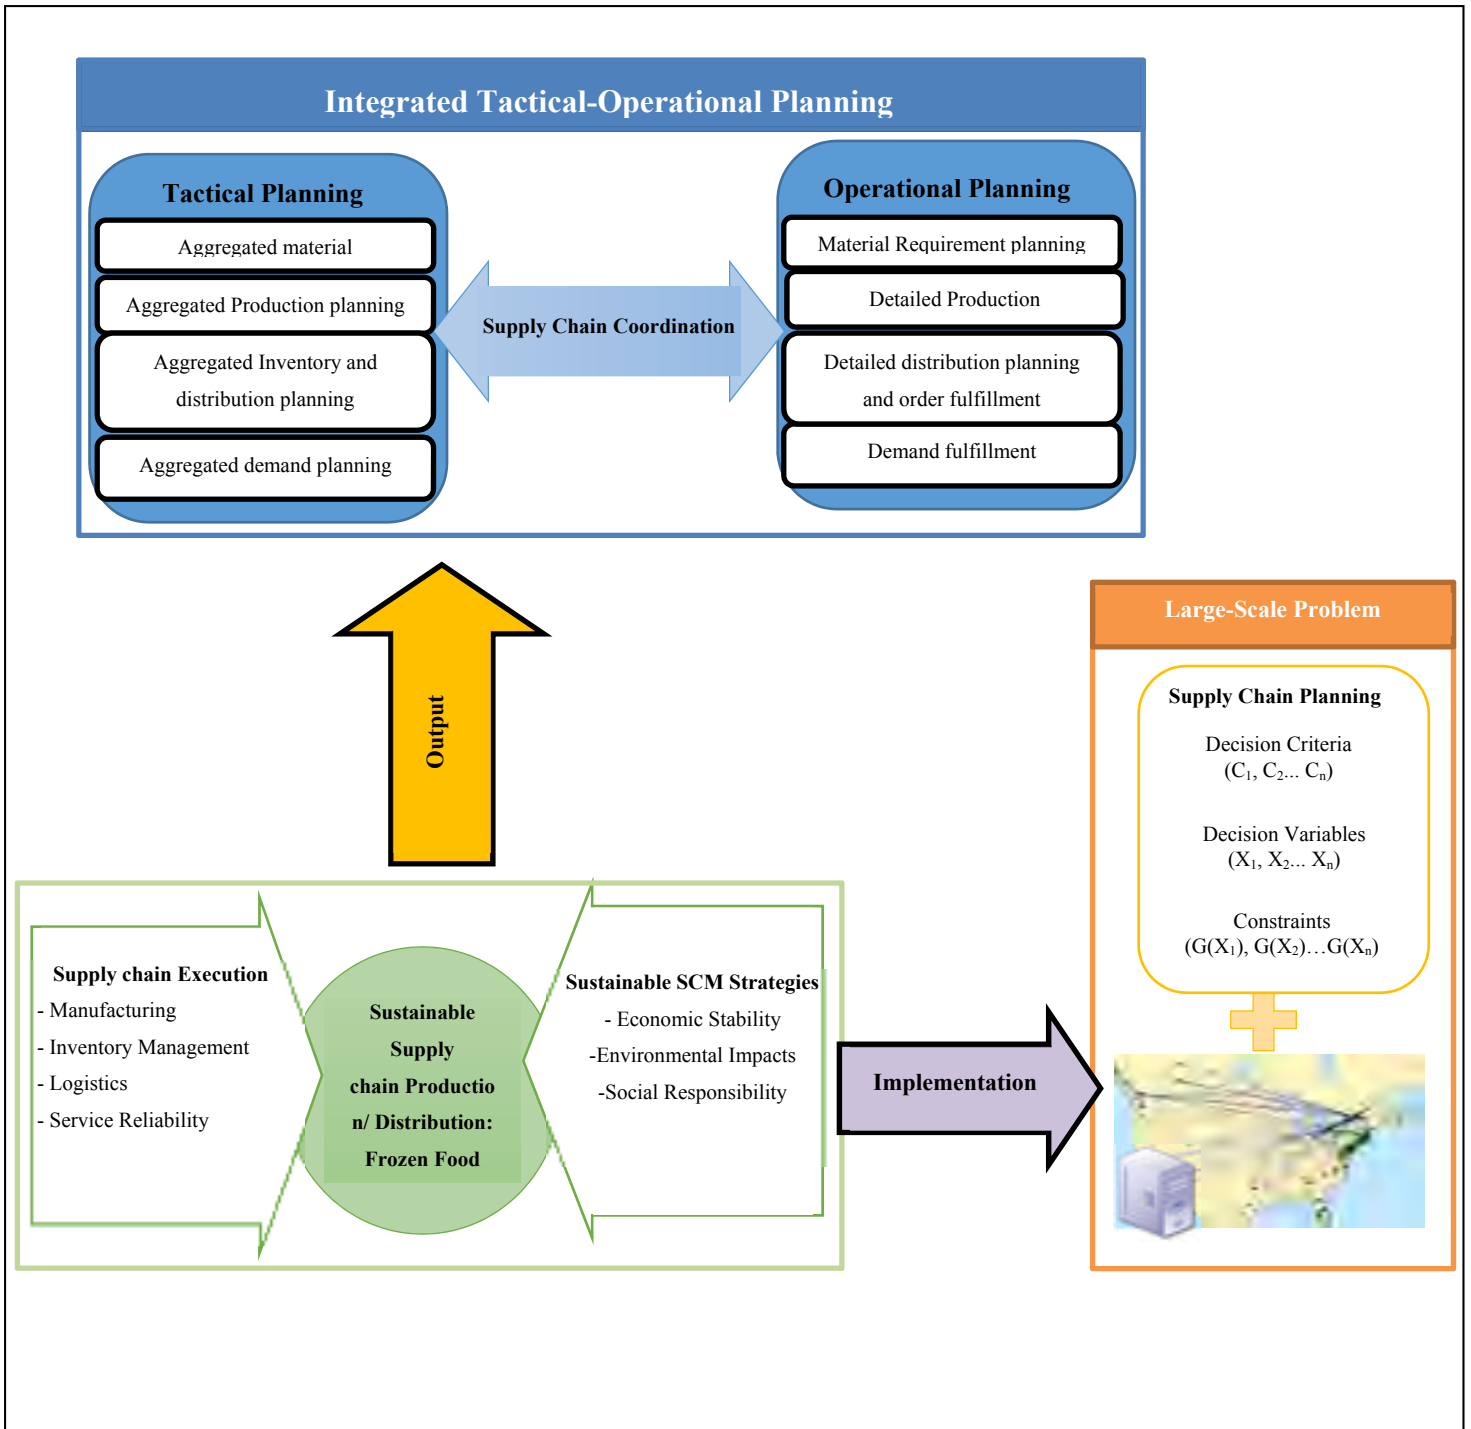 Integrated Tactical-Operational Planning
Tactical Planning
Aggregated material
Aggregated Production planning
Aggregated Inventory and
distribution planning
Aggregated demand planning
Supply Chain Coordination
Operational Planning
Material Requirement planning
Detailed Production
Detailed distribution planning
and order fulfillment
Demand fulfillment
Output
Large-Scale Problem
Supply Chain Planning
Decision Criteria
(C₁, C₂... Cₙ)
Decision Variables
(X₁, X₂... Xₙ)
Constraints
(G(X₁), G(X₂)…G(Xₙ)
Supply chain Execution
- Manufacturing
- Inventory Management
- Logistics
- Service Reliability
Sustainable
Supply
chain Productio
n/ Distribution:
Frozen Food
Sustainable SCM Strategies
- Economic Stability
-Environmental Impacts
-Social Responsibility
Implementation